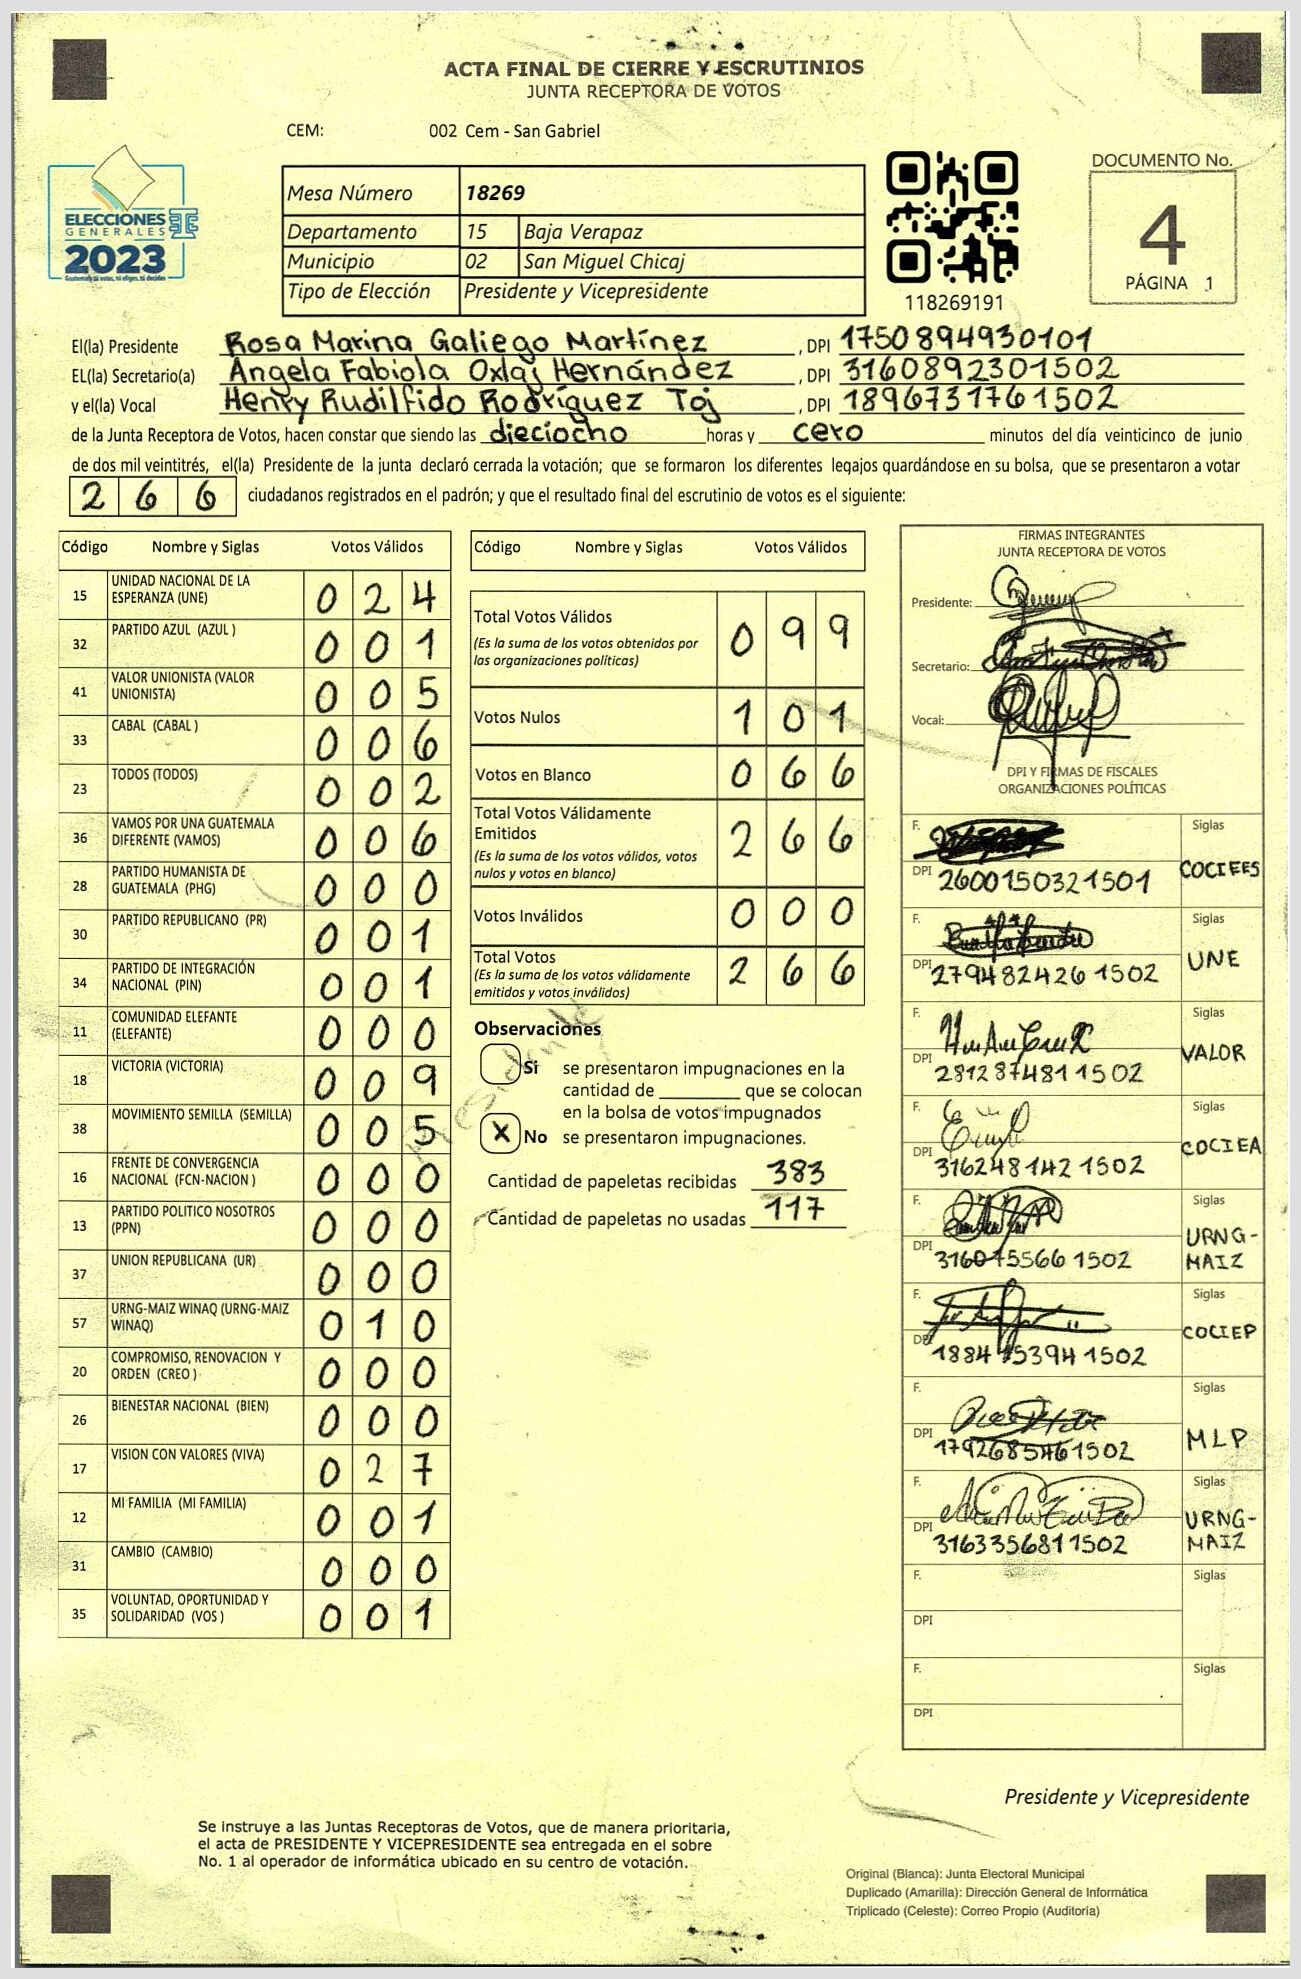 ACTA FINAL DE CIERRE Y ESCRUTINIOS
JUNTA RECEPTORA DE VOTOS
CEM: 002 Cem - San Gabriel
ELECCIONES
GENERALES
2023
Guatemala: tú votas, tú eliges, tú decides
Mesa Número 18269
Departamento 15 Baja Verapaz
Municipio 02 San Miguel Chicaj
Tipo de Elección Presidente y Vicepresidente
118269191
DOCUMENTO No.
4
PÁGINA 1
El(la) Presidente Rosa Marina Galiego Martínez , DPI 1750894930101
EL(la) Secretario(a) Angela Fabiola Oxlaj Hernández , DPI 3160892301502
y el(la) Vocal Henry Rudilfido Rodríguez Toj , DPI 1896731761502
de la Junta Receptora de Votos, hacen constar que siendo las dieciocho horas y cero minutos del día veinticinco de junio
de dos mil veintitrés, el(la) Presidente de la junta declaró cerrada la votación; que se formaron los diferentes legajos guardándose en su bolsa, que se presentaron a votar
2 6 6 ciudadanos registrados en el padrón; y que el resultado final del escrutinio de votos es el siguiente:
Código Nombre y Siglas Votos Válidos
15 UNIDAD NACIONAL DE LA ESPERANZA (UNE) 0 2 4
32 PARTIDO AZUL (AZUL ) 0 0 1
41 VALOR UNIONISTA (VALOR UNIONISTA) 0 0 5
33 CABAL (CABAL ) 0 0 6
23 TODOS (TODOS) 0 0 2
36 VAMOS POR UNA GUATEMALA DIFERENTE (VAMOS) 0 0 6
28 PARTIDO HUMANISTA DE GUATEMALA (PHG) 0 0 0
30 PARTIDO REPUBLICANO (PR) 0 0 1
34 PARTIDO DE INTEGRACIÓN NACIONAL (PIN) 0 0 1
11 COMUNIDAD ELEFANTE (ELEFANTE) 0 0 0
18 VICTORIA (VICTORIA) 0 0 9
38 MOVIMIENTO SEMILLA (SEMILLA) 0 0 5
16 FRENTE DE CONVERGENCIA NACIONAL (FCN-NACION ) 0 0 0
13 PARTIDO POLITICO NOSOTROS (PPN) 0 0 0
37 UNION REPUBLICANA (UR) 0 0 0
57 URNG-MAIZ WINAQ (URNG-MAIZ WINAQ) 0 1 0
20 COMPROMISO, RENOVACION Y ORDEN (CREO ) 0 0 0
26 BIENESTAR NACIONAL (BIEN) 0 0 0
17 VISION CON VALORES (VIVA) 0 2 7
12 MI FAMILIA (MI FAMILIA) 0 0 1
31 CAMBIO (CAMBIO) 0 0 0
35 VOLUNTAD, OPORTUNIDAD Y SOLIDARIDAD (VOS ) 0 0 1
Código Nombre y Siglas Votos Válidos
Total Votos Válidos 0 9 9
(Es la suma de los votos obtenidos por
las organizaciones políticas)
Votos Nulos 1 0 1
Votos en Blanco 0 6 6
Total Votos Válidamente
Emitidos 2 6 6
(Es la suma de los votos válidos, votos
nulos y votos en blanco)
Votos Inválidos 0 0 0
Total Votos 2 6 6
(Es la suma de los votos válidamente
emitidos y votos inválidos)
Observaciones
Si se presentaron impugnaciones en la
cantidad de ________ que se colocan
en la bolsa de votos impugnados
X No se presentaron impugnaciones.
Presidente
Cantidad de papeletas recibidas 383
Cantidad de papeletas no usadas 117
FIRMAS INTEGRANTES
JUNTA RECEPTORA DE VOTOS
Presidente:
Secretario:
Vocal:
DPI Y FIRMAS DE FISCALES
ORGANIZACIONES POLÍTICAS
F. Siglas
DPI 2600150321501 COCIEES
F. Siglas
DPI 2794824261502 UNE
F. Siglas
DPI 2812874811502 VALOR
F. Siglas
DPI 3162481421502 COCIEA
F. Siglas
DPI 3160755661502 URNG-MAIZ
F. Siglas
DPI 1884153941502 COCIEP
F. Siglas
DPI 1792685461502 MLP
F. Siglas
DPI 3163356811502 URNG-MAIZ
F. Siglas
DPI
F. Siglas
DPI
Presidente y Vicepresidente
Se instruye a las Juntas Receptoras de Votos, que de manera prioritaria,
el acta de PRESIDENTE Y VICEPRESIDENTE sea entregada en el sobre
No. 1 al operador de informática ubicado en su centro de votación.
Original (Blanca): Junta Electoral Municipal
Duplicado (Amarilla): Dirección General de Informática
Triplicado (Celeste): Correo Propio (Auditoría)